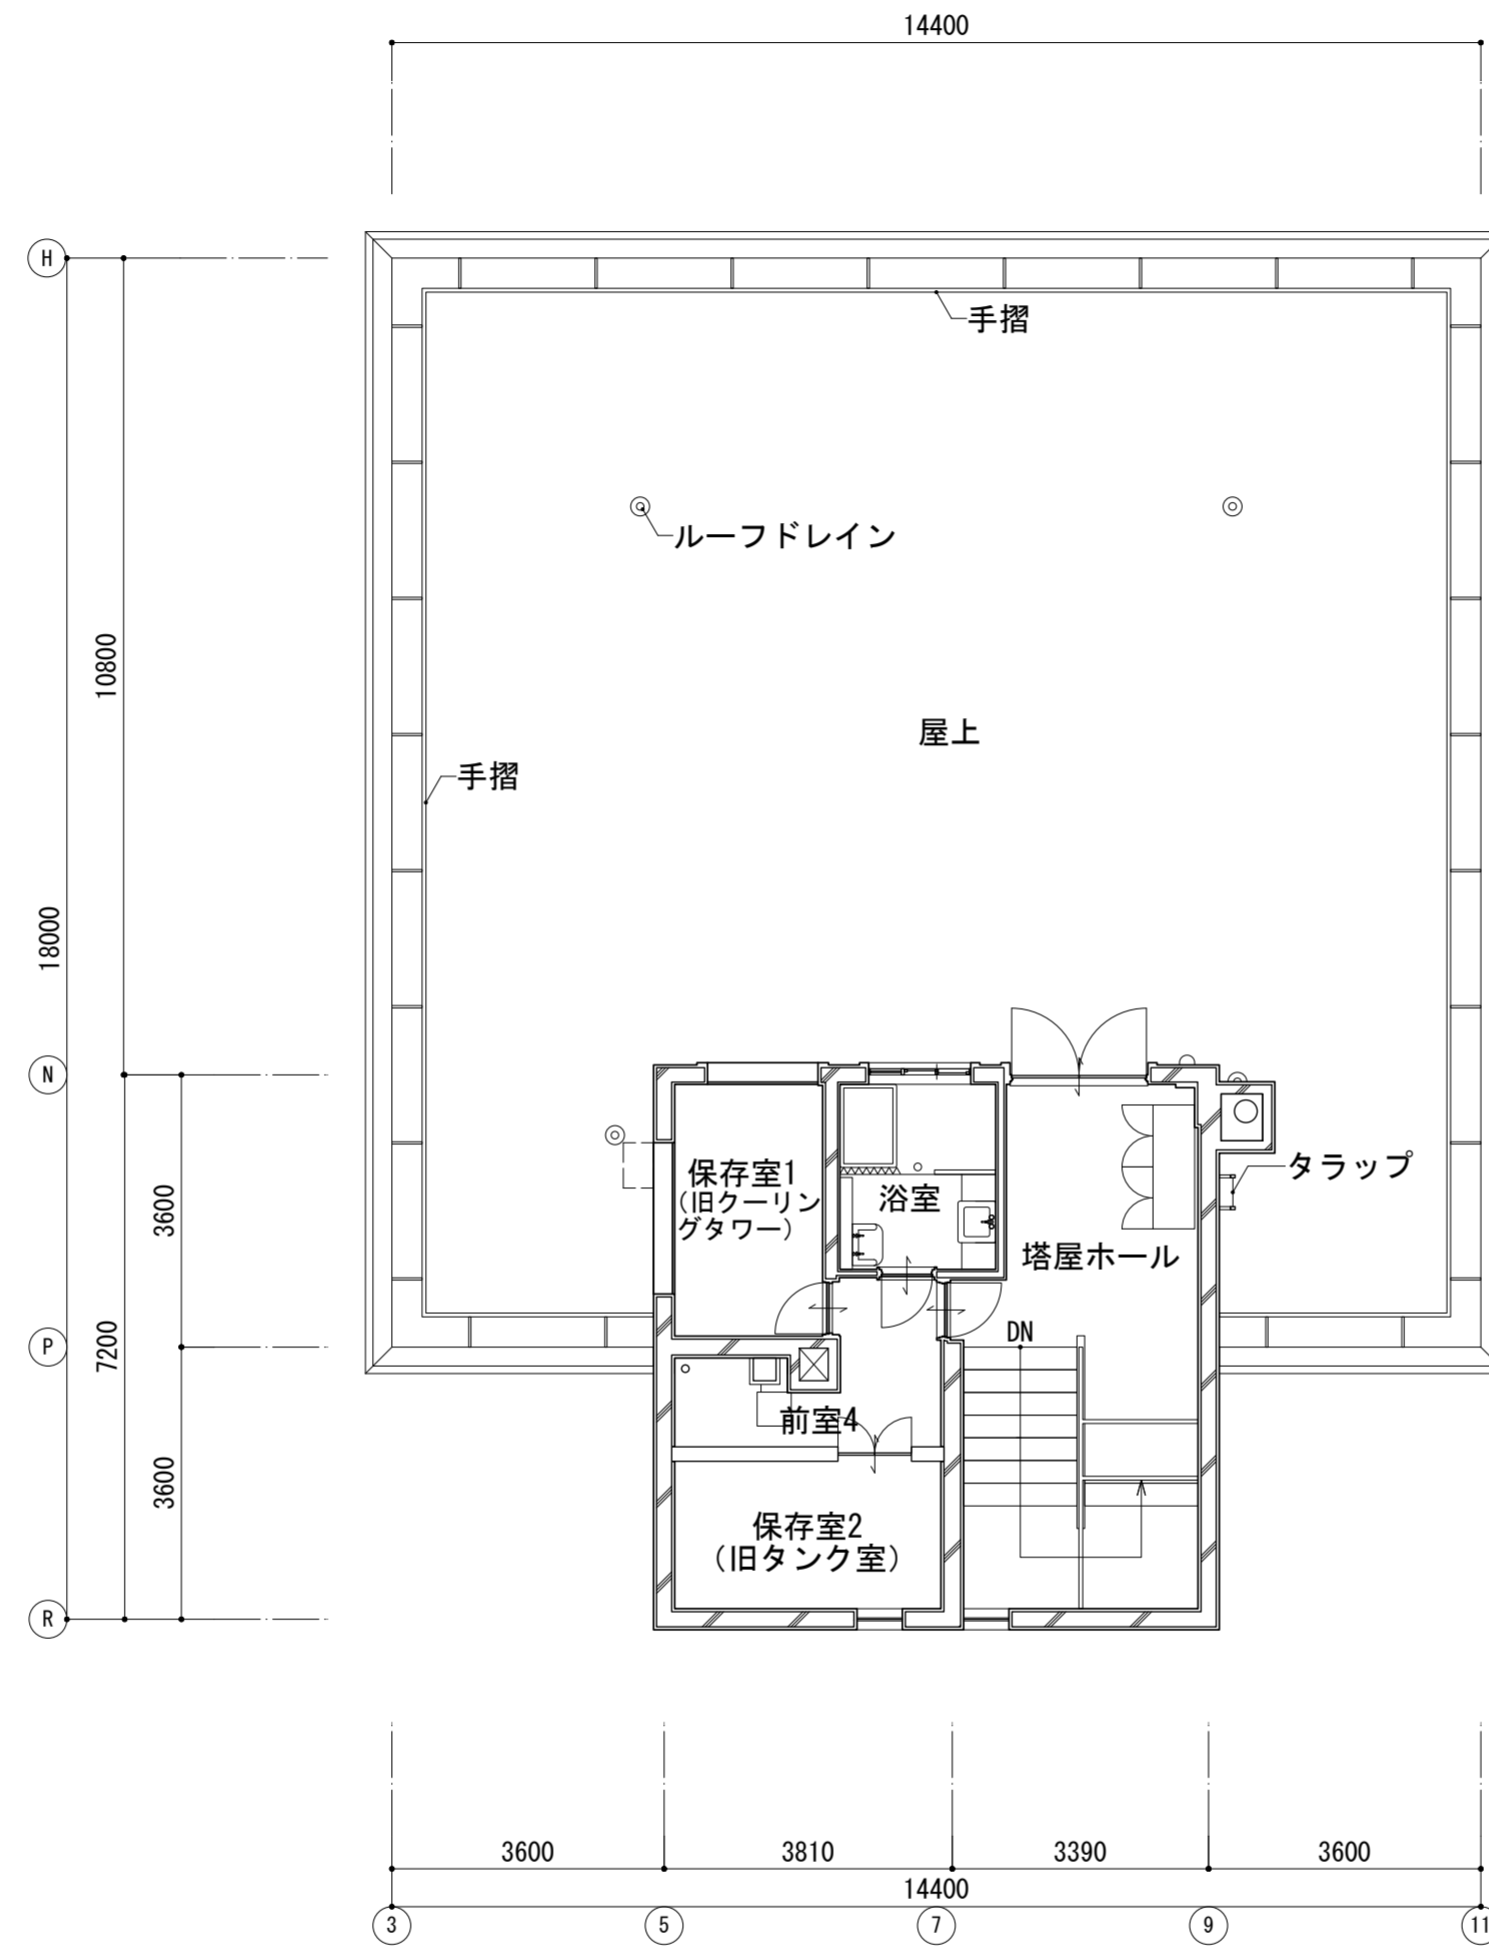 14400
H
手摺
ルーフドレイン
10800
屋上
手摺
18000
N
保存室1
（旧クーリン
グタワー）
浴室
タラップ
塔屋ホール
3600
DN
P
7200
前室4
3600
保存室2
（旧タンク室）
R
3600
3810
3390
3600
14400
3
5
7
9
11